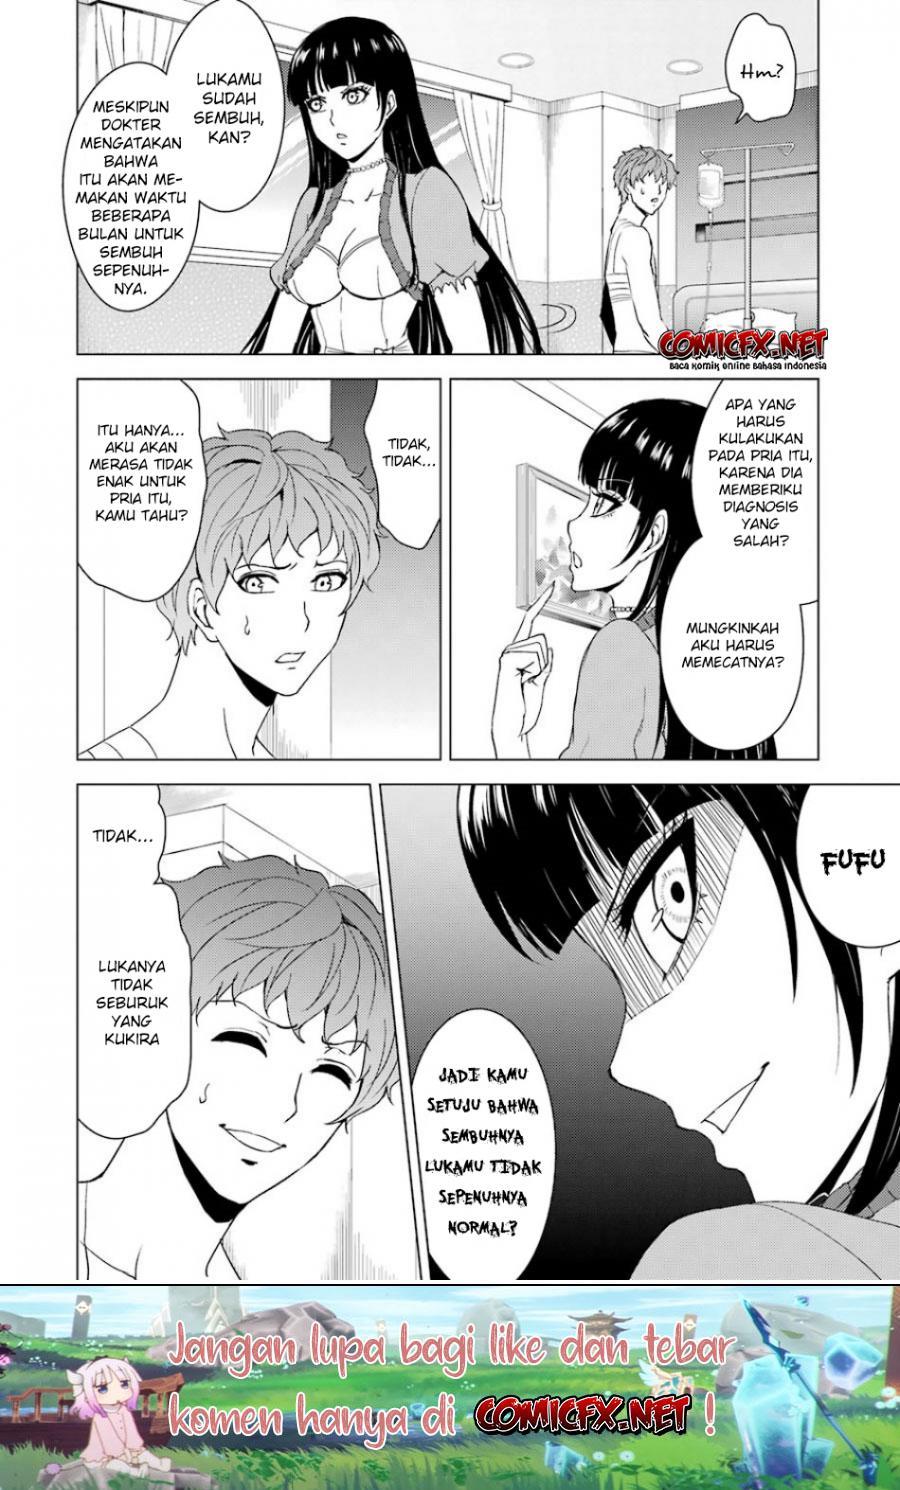 Hm?
LUKAMU
SUDAH
SEMBUH,
KAN?
MESKIPUN
DOKTER
MENGATAKAN
BAHWA
ITU AKAN ME-
MAKAN WAKTU
BEBERAPA
BULAN UNTUK
SEMBUH
SEPENUH-
NYA.
COMICFX.NET
Baca Komik Online Bahasa Indonesia
APA YANG
HARUS
KULAKUKAN
PADA PRIA ITU,
KARENA DIA
MEMBERIKU
DIAGNOSIS
YANG
SALAH?
MUNGKINKAH
AKU HARUS
MEMECATNYA?
TIDAK,
TIDAK...
ITU HANYA...
AKU AKAN
MERASA TIDAK
ENAK UNTUK
PRIA ITU,
KAMU TAHU?
FUFU
JADI KAMU
SETUJU BAHWA
SEMBUHNYA
LUKAMU TIDAK
SEPENUHNYA
NORMAL?
TIDAK...
LUKANYA
TIDAK
SEBURUK
YANG
KUKIRA
Jangan lupa bagi like dan tebar
komen hanya di COMICFX.NET !